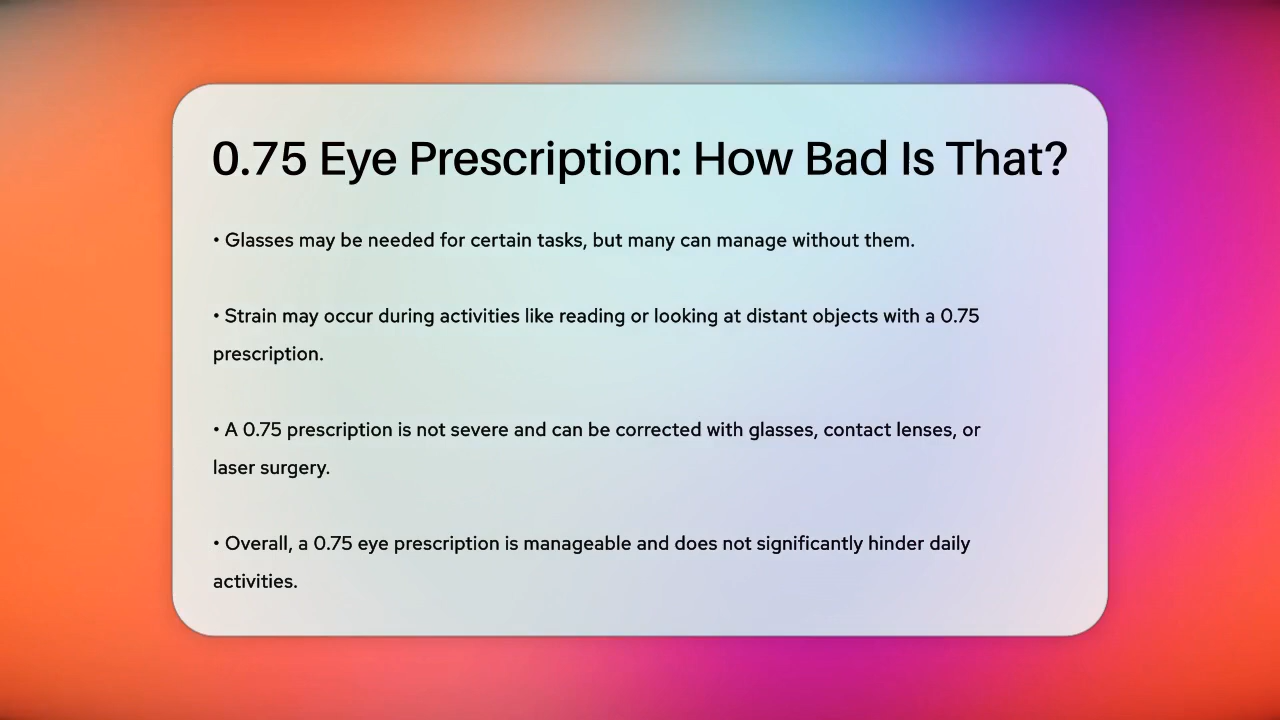 0.75 Eye Prescription: How Bad Is That?
• Glasses may be needed for certain tasks, but many can manage without them.
• Strain may occur during activities like reading or looking at distant objects with a 0.75
prescription.
• A 0.75 prescription is not severe and can be corrected with glasses, contact lenses, or
laser surgery.
• Overall, a 0.75 eye prescription is manageable and does not significantly hinder daily
activities.